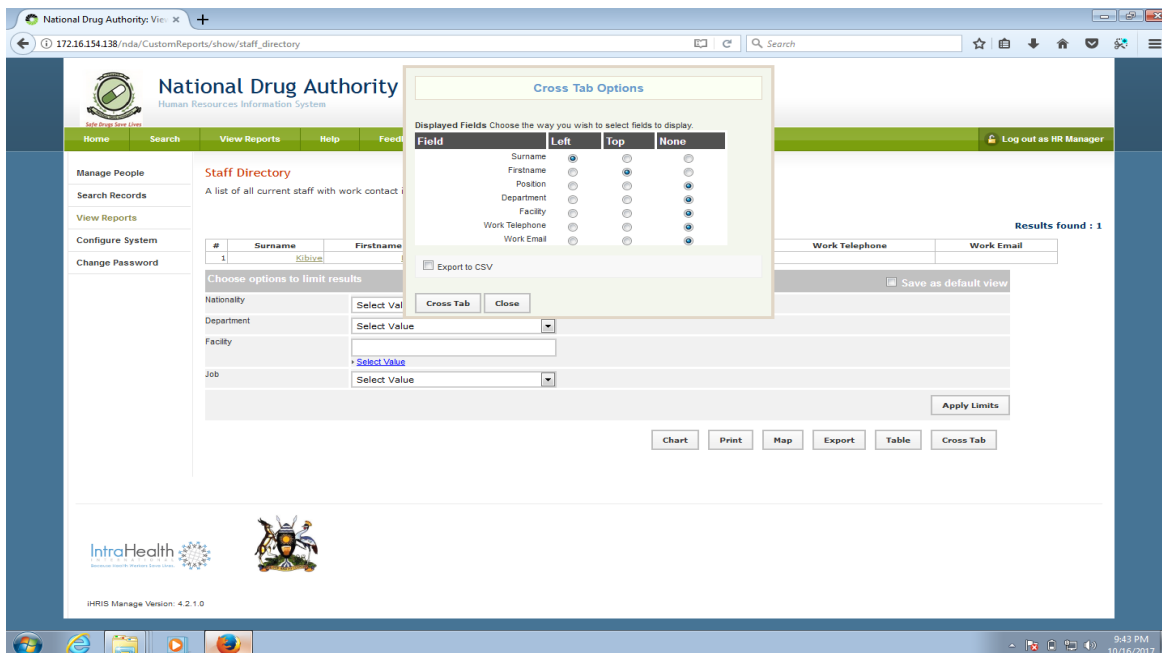 National Drug Authority: Vie
172.16.154.138/nda/CustomReports/show/staff_directory
Search
National Drug Authority
Human Resources Information System
Safe Drugs Save Lives
Home Search View Reports Help Feed
Log out as HR Manager
Manage People
Search Records
View Reports
Configure System
Change Password
Staff Directory
A list of all current staff with work contact i
Results found : 1
# Surname Firstname Work Telephone Work Email
1 Kibiye
Choose options to limit results
Save as default view
Nationality
Select Val
Department
Select Value
Facility
Select Value
Job
Select Value
Apply Limits
Chart Print Map Export Table Cross Tab
Cross Tab Options
Displayed Fields Choose the way you wish to select fields to display.
Field Left Top None
Surname
Firstname
Position
Department
Facility
Work Telephone
Work Email
Export to CSV
Cross Tab Close
IntraHealth
INTERNATIONAL
iHRIS Manage Version: 4.2.1.0
9:43 PM
10/16/2017